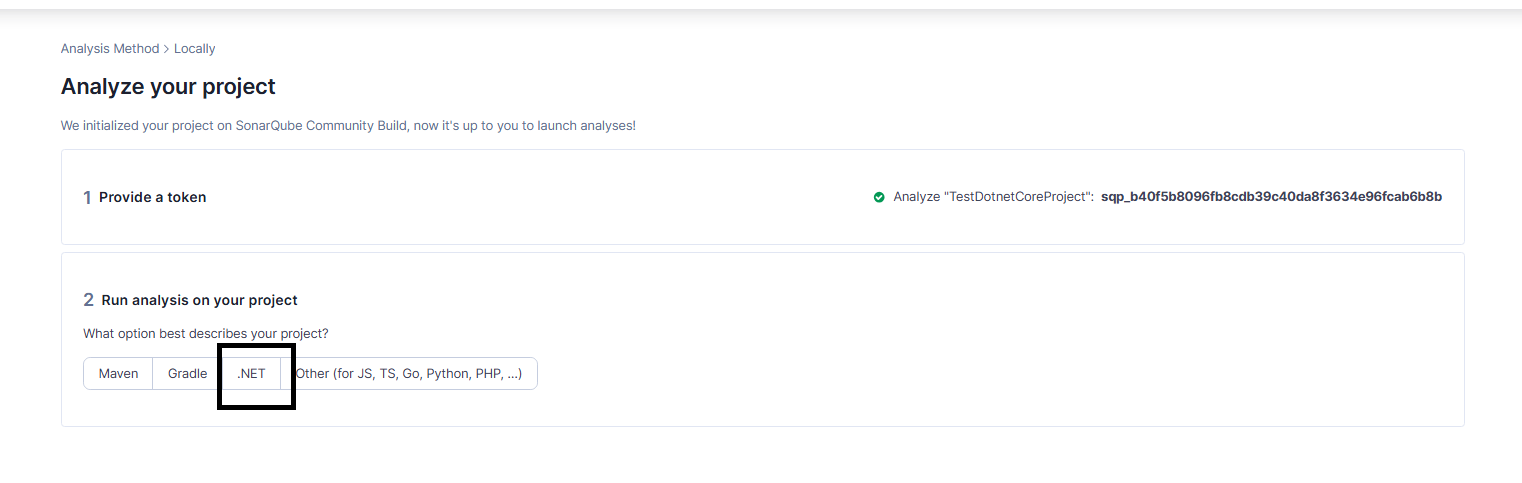 Analysis Method > Locally
Analyze your project
We initialized your project on SonarQube Community Build, now it's up to you to launch analyses!
1 Provide a token
Analyze "TestDotnetCoreProject": sqp_b40f5b8096fb8cdb39c40da8f3634e96fcab6b8b
2 Run analysis on your project
What option best describes your project?
Maven Gradle .NET Other (for JS, TS, Go, Python, PHP, ...)